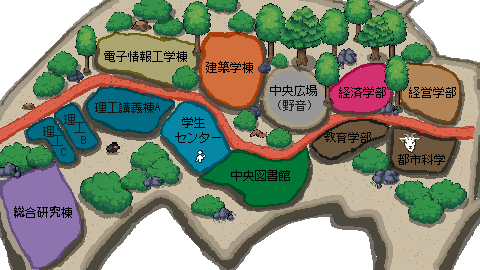 電子情報工学棟
建築学棟
中央広場
（野音）
経済学部
経営学部
理工講義棟A
理工B
理工C
学生
センター
教育学部
都市科学
中央図書館
総合研究棟